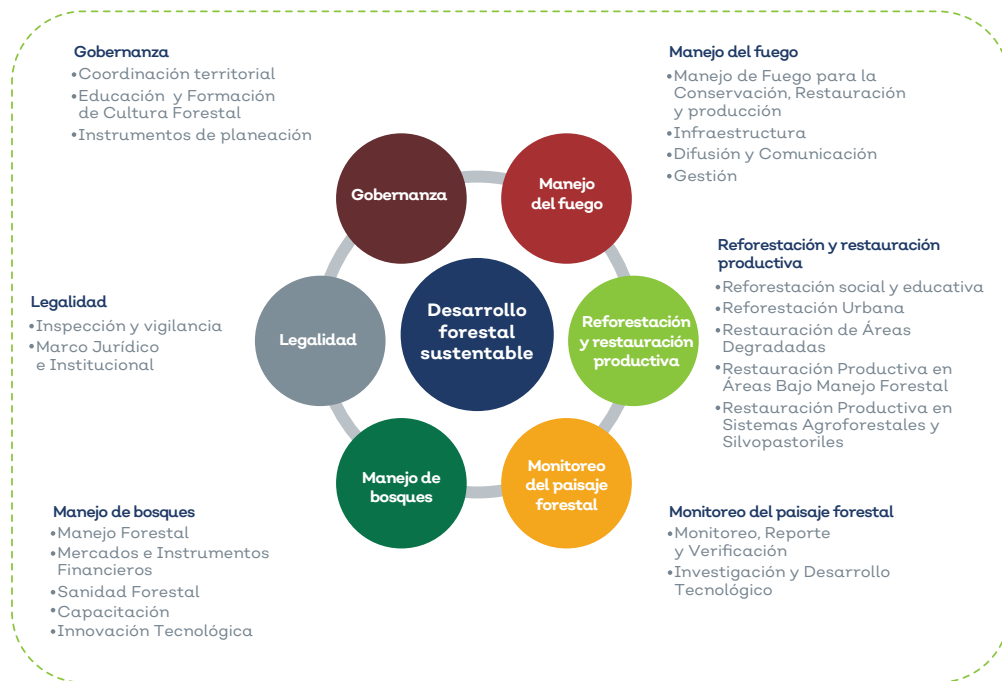 Gobernanza
•Coordinación territorial
•Educación y Formación
de Cultura Forestal
•Instrumentos de planeación
Manejo del fuego
•Manejo de Fuego para la
Conservación, Restauración
y producción
•Infraestructura
•Difusión y Comunicación
•Gestión
Gobernanza
Manejo
del fuego
Reforestación y restauración
productiva
•Reforestación social y educativa
•Reforestación Urbana
•Restauración de Áreas
Degradadas
•Restauración Productiva en
Áreas Bajo Manejo Forestal
•Restauración Productiva en
Sistemas Agroforestales y
Silvopastoriles
Legalidad
•Inspección y vigilancia
•Marco Jurídico
e Institucional
Legalidad
Desarrollo
forestal
sustentable
Reforestación
y restauración
productiva
Manejo de
bosques
Monitoreo
del paisaje
forestal
Manejo de bosques
•Manejo Forestal
•Mercados e Instrumentos
Financieros
•Sanidad Forestal
•Capacitación
•Innovación Tecnológica
Monitoreo del paisaje forestal
•Monitoreo, Reporte
y Verificación
•Investigación y Desarrollo
Tecnológico